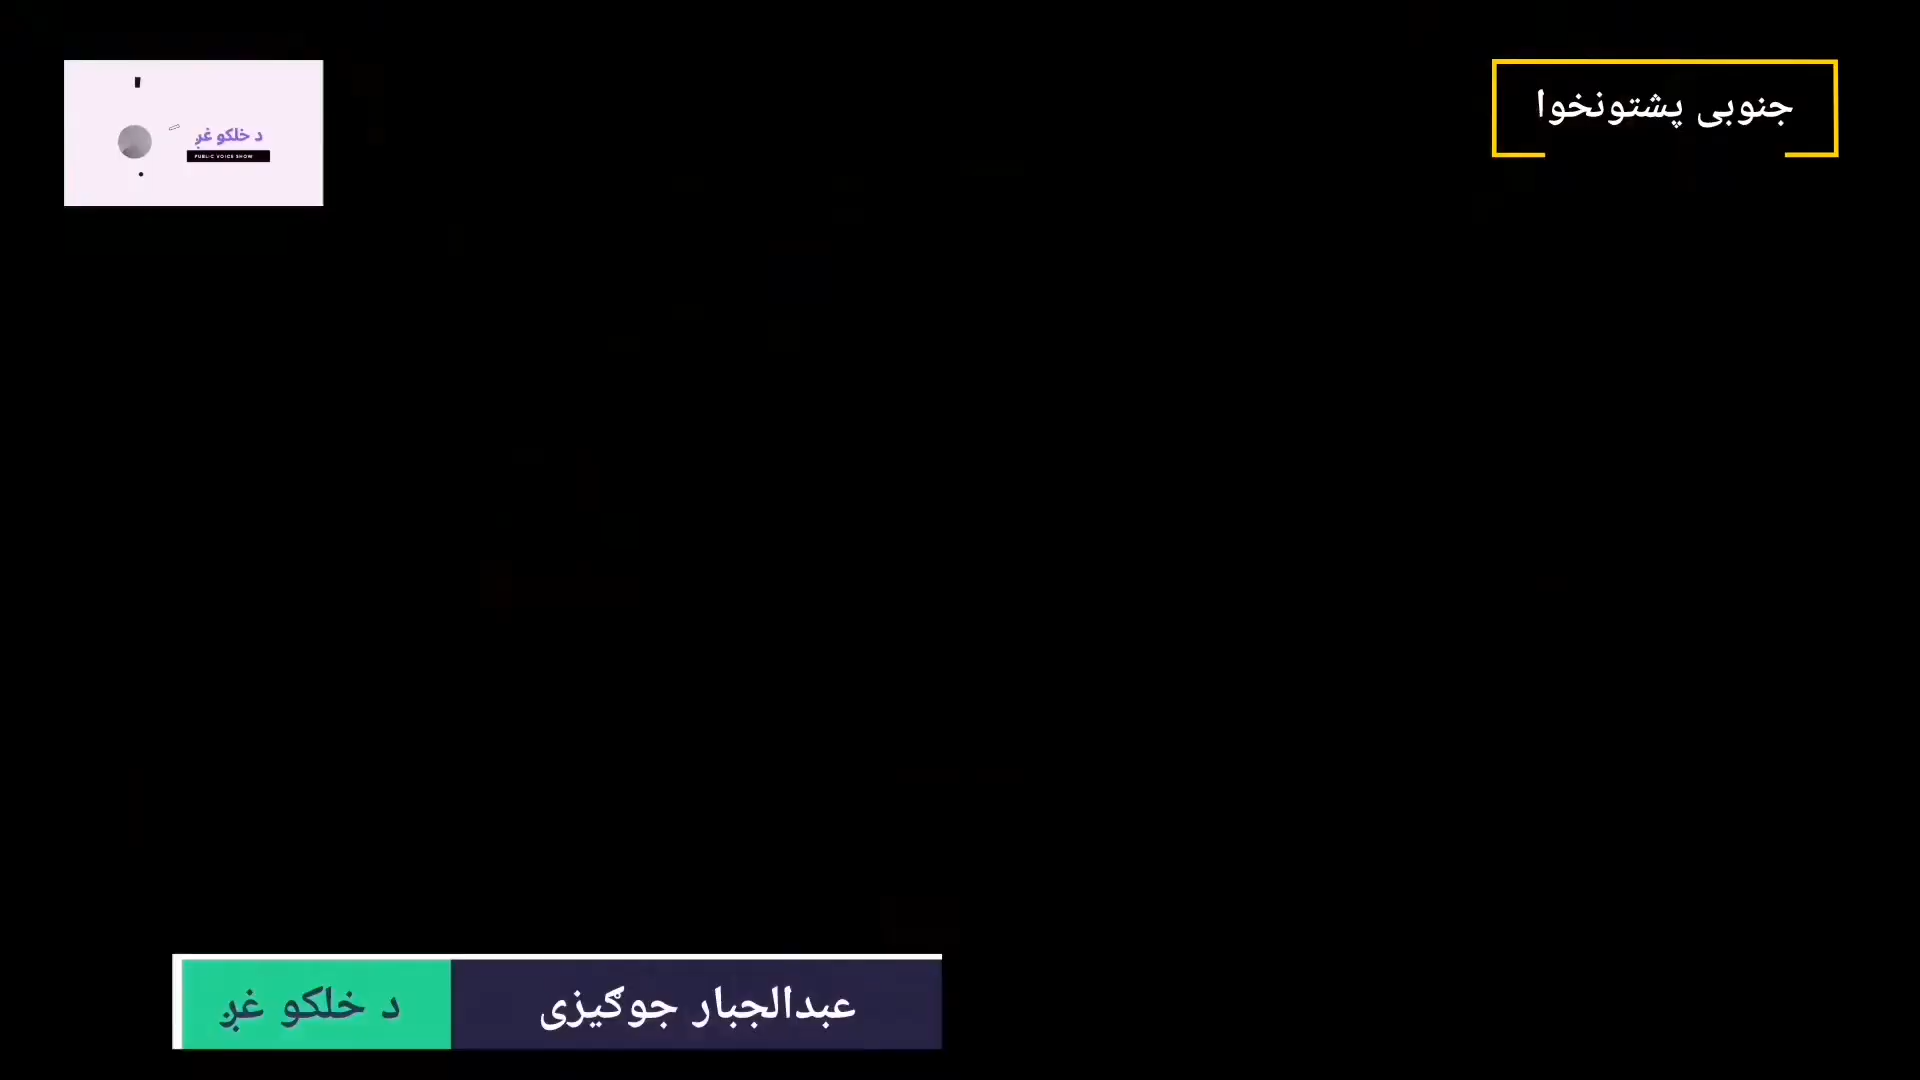 جنوبی پشتونخوا
د خلکو غږ
PUBLIC VOICE SHOW
عبدالجبار جوګیزی
د خلکو غږ